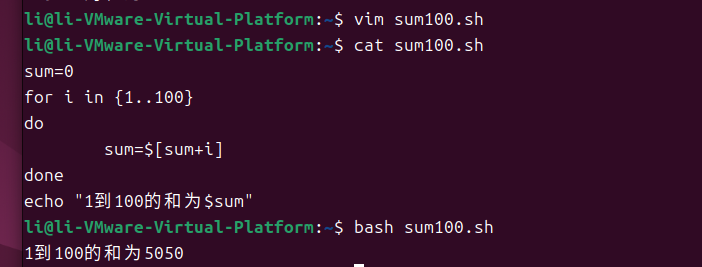 li@li-VMware-Virtual-Platform:~$ vim sum100.sh
li@li-VMware-Virtual-Platform:~$ cat sum100.sh
sum=0
for i in {1..100}
do
        sum=$[sum+i]
done
echo "1到100的和为$sum"
li@li-VMware-Virtual-Platform:~$ bash sum100.sh
1到100的和为5050